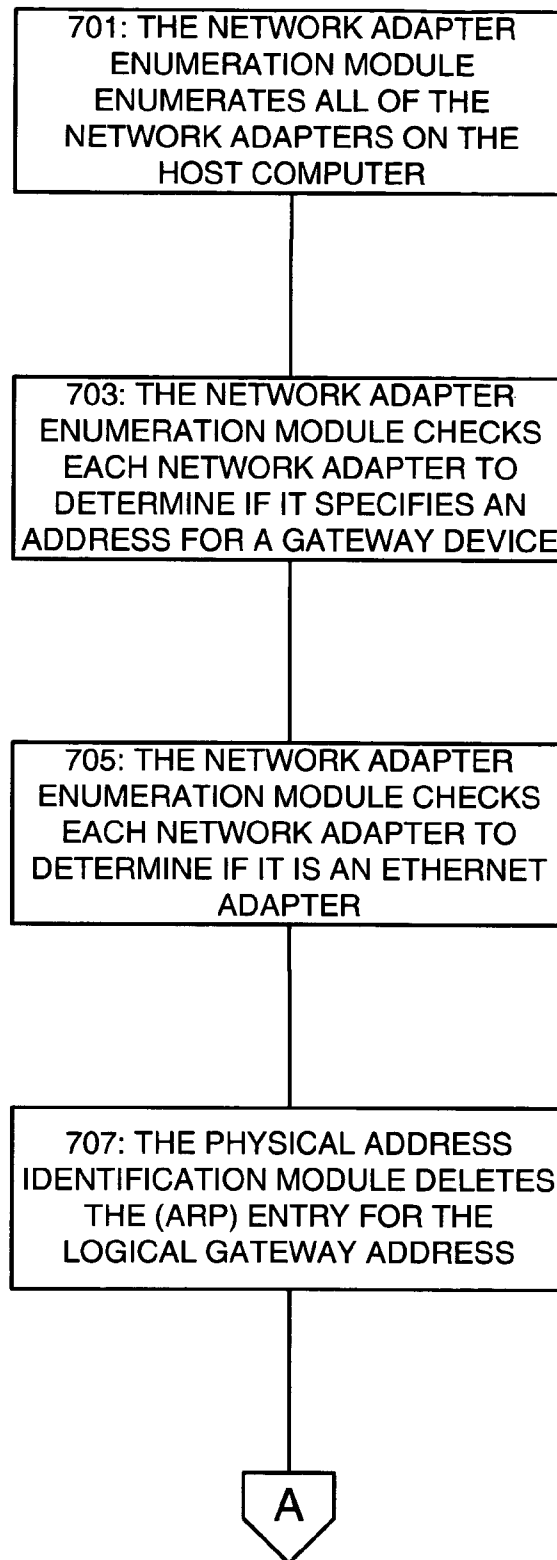 701: THE NETWORK ADAPTER
ENUMERATION MODULE
ENUMERATES ALL OF THE
NETWORK ADAPTERS ON THE
HOST COMPUTER
703: THE NETWORK ADAPTER
ENUMERATION MODULE CHECKS
EACH NETWORK ADAPTER TO
DETERMINE IF IT SPECIFIES AN
ADDRESS FOR A GATEWAY DEVICE
705: THE NETWORK ADAPTER
ENUMERATION MODULE CHECKS
EACH NETWORK ADAPTER TO
DETERMINE IF IT IS AN ETHERNET
ADAPTER
707: THE PHYSICAL ADDRESS
IDENTIFICATION MODULE DELETES
THE (ARP) ENTRY FOR THE
LOGICAL GATEWAY ADDRESS
A